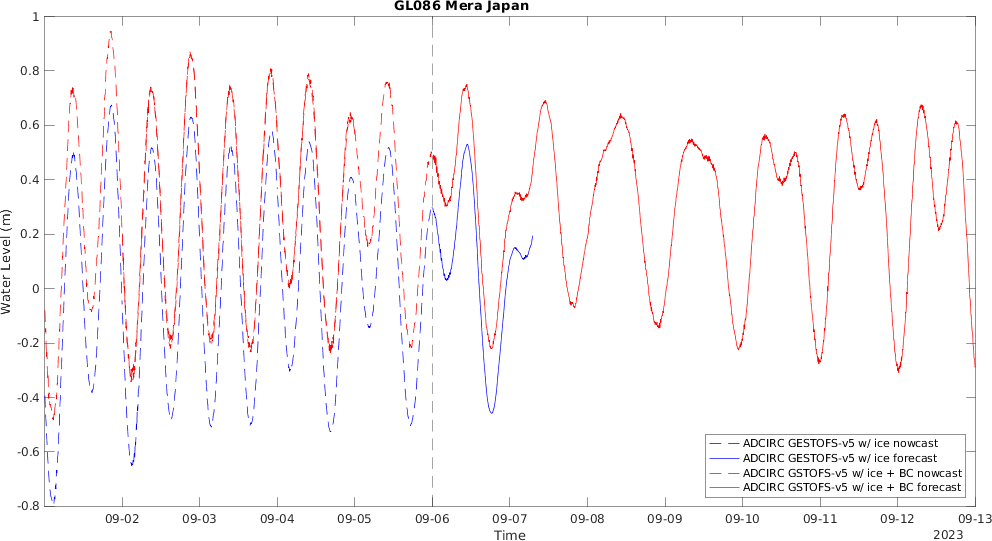 GL086 Mera Japan
1
0.8
0.6
0.4
0.2
0
-0.2
-0.4
-0.6
-0.8
Water Level (m)
09-02 09-03 09-04 09-05 09-06 09-07 09-08 09-09 09-10 09-11 09-12 09-13
Time
2023
ADCIRC GESTOFS-v5 w/ ice nowcast
ADCIRC GESTOFS-v5 w/ ice forecast
ADCIRC GSTOFS-v5 w/ ice + BC nowcast
ADCIRC GSTOFS-v5 w/ ice + BC forecast